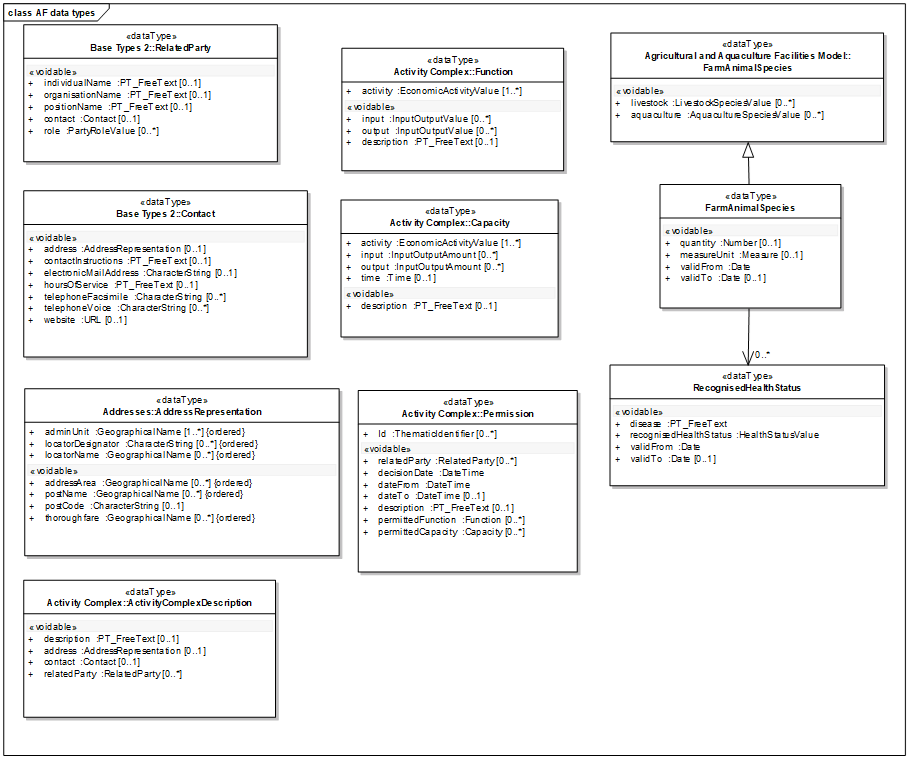 class AF data types
«dataType»
Base Types 2::RelatedParty
«voidable»
+ individualName :PT_FreeText [0..1]
+ organisationName :PT_FreeText [0..1]
+ positionName :PT_FreeText [0..1]
+ contact :Contact [0..1]
+ role :PartyRoleValue [0..*]
«dataType»
Base Types 2::Contact
«voidable»
+ address :AddressRepresentation [0..1]
+ contactInstructions :PT_FreeText [0..1]
+ electronicMailAddress :CharacterString [0..1]
+ hoursOfService :PT_FreeText [0..1]
+ telephoneFacsimile :CharacterString [0..*]
+ telephoneVoice :CharacterString [0..*]
+ website :URL [0..1]
«dataType»
Addresses::AddressRepresentation
+ adminUnit :GeographicalName [1..*] {ordered}
+ locatorDesignator :CharacterString [0..*] {ordered}
+ locatorName :GeographicalName [0..*] {ordered}
«voidable»
+ addressArea :GeographicalName [0..*] {ordered}
+ postName :GeographicalName [0..*] {ordered}
+ postCode :CharacterString [0..1]
+ thoroughfare :GeographicalName [0..*] {ordered}
«dataType»
Activity Complex::ActivityComplexDescription
«voidable»
+ description :PT_FreeText [0..1]
+ address :AddressRepresentation [0..1]
+ contact :Contact [0..1]
+ relatedParty :RelatedParty [0..*]
«dataType»
Activity Complex::Function
+ activity :EconomicActivityValue [1..*]
«voidable»
+ input :InputOutputValue [0..*]
+ output :InputOutputValue [0..*]
+ description :PT_FreeText [0..1]
«dataType»
Activity Complex::Capacity
+ activity :EconomicActivityValue [1..*]
+ input :InputOutputAmount [0..*]
+ output :InputOutputAmount [0..*]
+ time :Time [0..1]
«voidable»
+ description :PT_FreeText [0..1]
«dataType»
Activity Complex::Permission
+ Id :ThematicIdentifier [0..*]
«voidable»
+ relatedParty :RelatedParty [0..*]
+ decisionDate :DateTime
+ dateFrom :DateTime
+ dateTo :DateTime [0..1]
+ description :PT_FreeText [0..1]
+ permittedFunction :Function [0..*]
+ permittedCapacity :Capacity [0..*]
«dataType»
Agricultural and Aquaculture Facilities Model::
FarmAnimalSpecies
«voidable»
+ livestock :LivestockSpeciesValue [0..*]
+ aquaculture :AquacultureSpeciesValue [0..*]
«dataType»
FarmAnimalSpecies
«voidable»
+ quantity :Number [0..1]
+ measureUnit :Measure [0..1]
+ validFrom :Date
+ validTo :Date [0..1]
0..*
«dataType»
RecognisedHealthStatus
«voidable»
+ disease :PT_FreeText
+ recognisedHealthStatus :HealthStatusValue
+ validFrom :Date
+ validTo :Date [0..1]